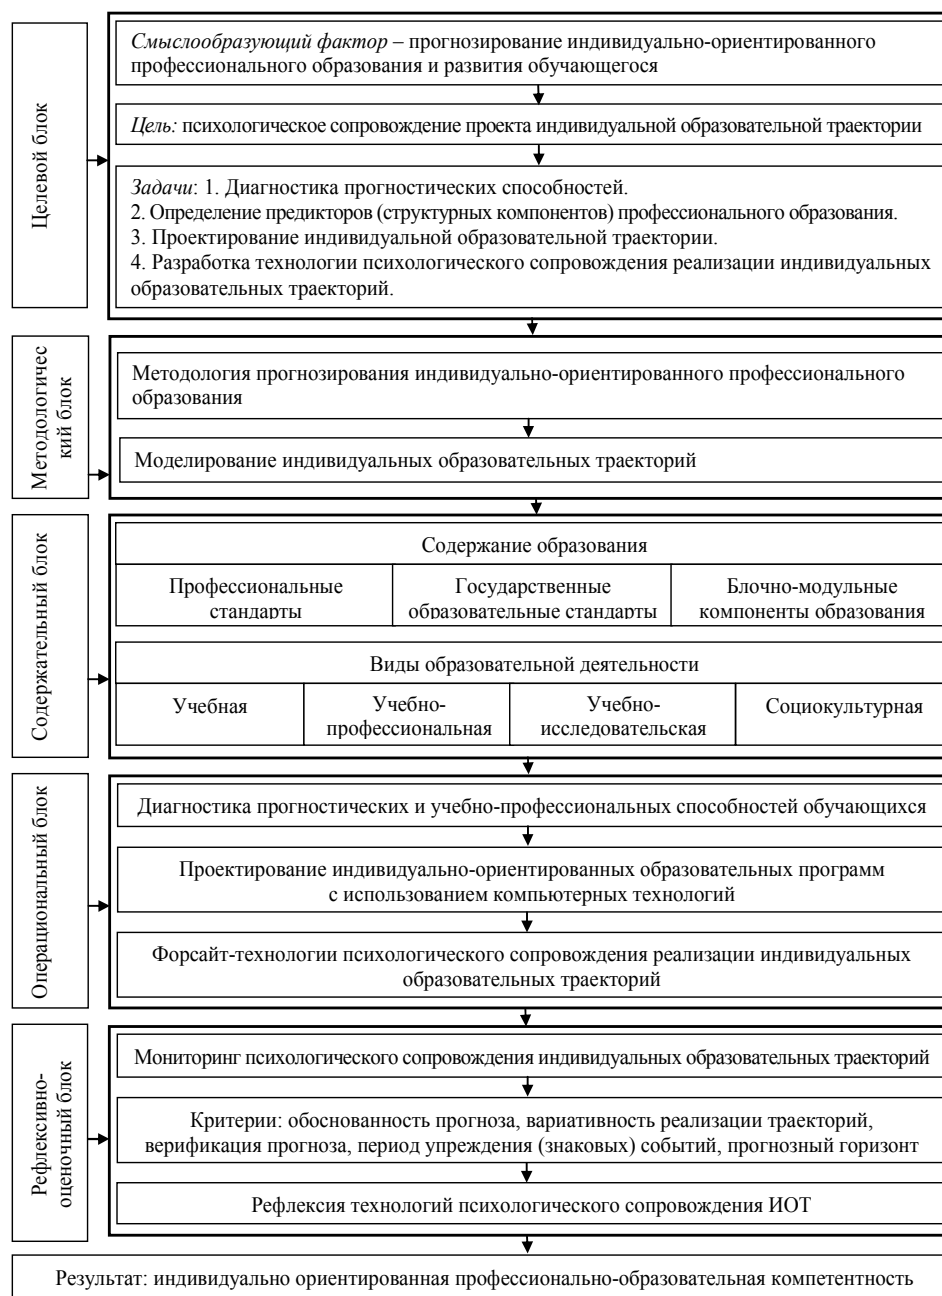 Целевой блок
Смыслообразующий фактор – прогнозирование индивидуально-ориентированного
профессионального образования и развития обучающегося
Цель: психологическое сопровождение проекта индивидуальной образовательной траектории
Задачи: 1. Диагностика прогностических способностей.
2. Определение предикторов (структурных компонентов) профессионального образования.
3. Проектирование индивидуальной образовательной траектории.
4. Разработка технологии психологического сопровождения реализации индивидуальных
образовательных траекторий.
Методологичес
кий блок
Методология прогнозирования индивидуально-ориентированного профессионального
образования
Моделирование индивидуальных образовательных траекторий
Содержательный блок
Содержание образования
Профессиональные
стандарты
Государственные
образовательные стандарты
Блочно-модульные
компоненты образования
Виды образовательной деятельности
Учебная
Учебно-
профессиональная
Учебно-
исследовательская
Социокультурная
Операциональный блок
Диагностика прогностических и учебно-профессиональных способностей обучающихся
Проектирование индивидуально-ориентированных образовательных программ
с использованием компьютерных технологий
Форсайт-технологии психологического сопровождения реализации индивидуальных
образовательных траекторий
Рефлексивно-
оценочный блок
Мониторинг психологического сопровождения индивидуальных образовательных траекторий
Критерии: обоснованность прогноза, вариативность реализации траекторий,
верификация прогноза, период упреждения (знаковых) событий, прогнозный горизонт
Рефлексия технологий психологического сопровождения ИОТ
Результат: индивидуально ориентированная профессионально-образовательная компетентность